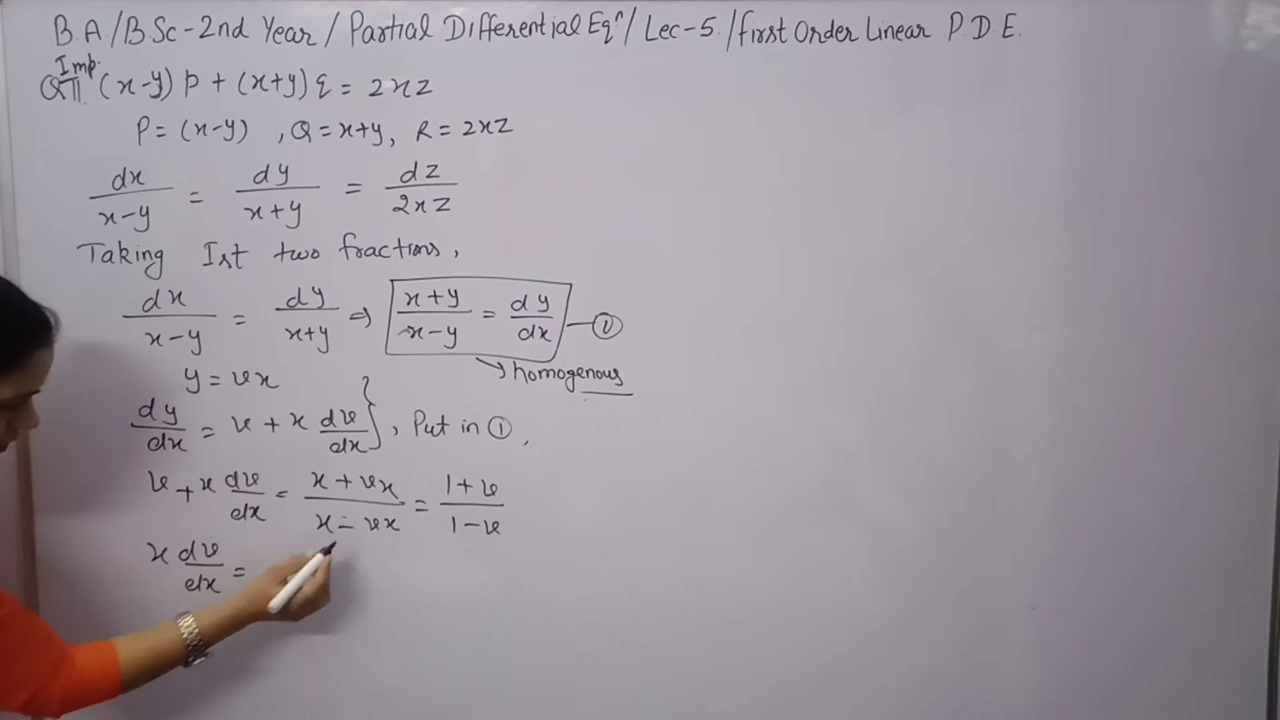 B.A/B.Sc-2nd Year/Partial Differential Eqⁿ/Lec-5/First Order Linear P.D.E.
Imp.
Q11. (x-y) p + (x+y) q = 2xz
P = (x-y), Q = x+y, R = 2xz
dx/(x-y) = dy/(x+y) = dz/2xz
Taking Ist two fractions,
dx/(x-y) = dy/(x+y) ⇒ (x+y)/(x-y) = dy/dx — ①
→ homogenous
y = vx
dy/dx = v + x dv/dx }, Put in ①,
v + x dv/dx = (x+vx)/(x-vx) = (1+v)/(1-v)
x dv/dx =